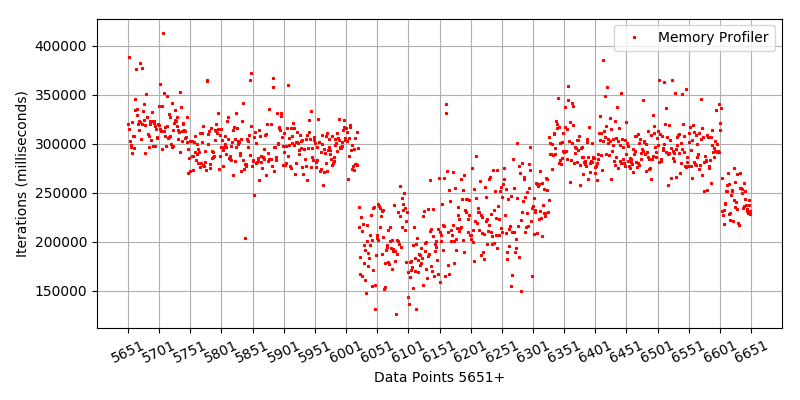 Memory Profiler
Iterations (milliseconds)
400000
350000
300000
250000
200000
150000
5651 5701 5751 5801 5851 5901 5951 6001 6051 6101 6151 6201 6251 6301 6351 6401 6451 6501 6551 6601 6651
Data Points 5651+